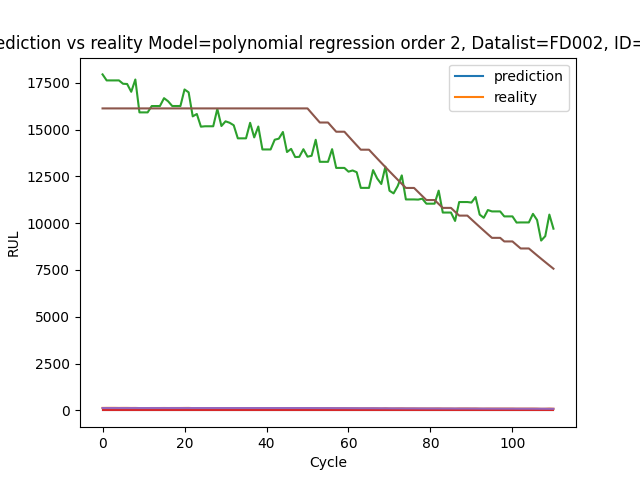 ediction vs reality Model=polynomial regression order 2, Datalist=FD002, ID=
prediction
reality
17500
15000
12500
10000
7500
5000
2500
0
RUL
0 20 40 60 80 100
Cycle